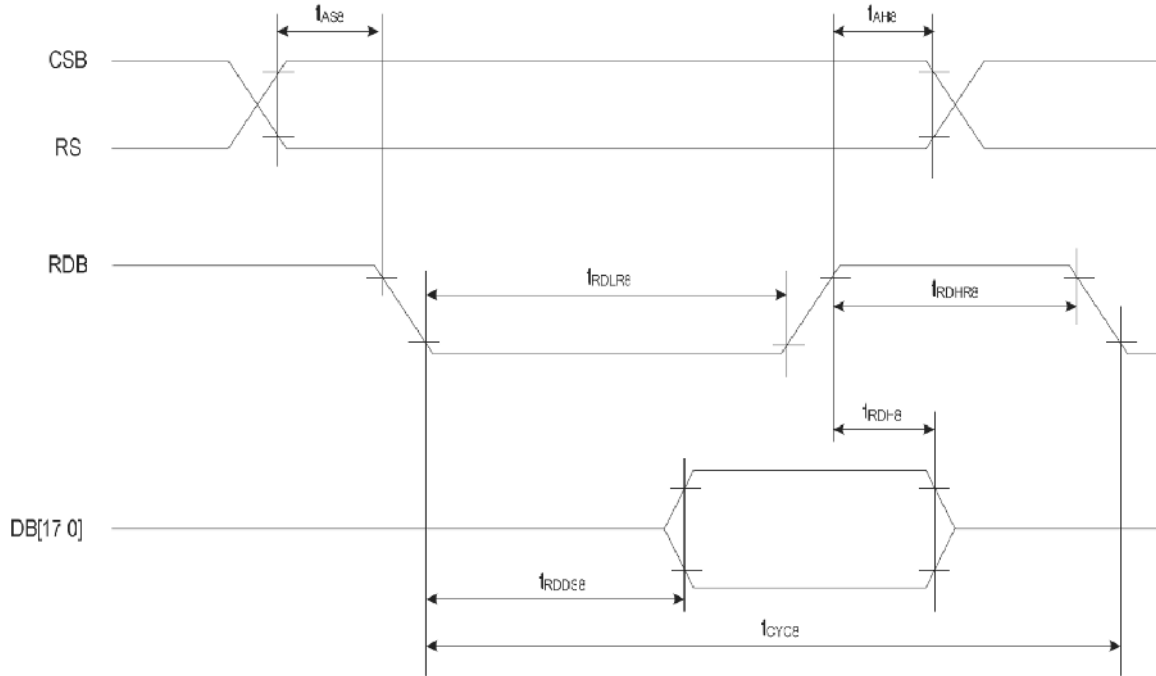 tAS8
tAH8
CSB
RS
RDB
tRDLR8
tRDHR8
tRDH8
DB[17 0]
tRDDS8
tCYC8